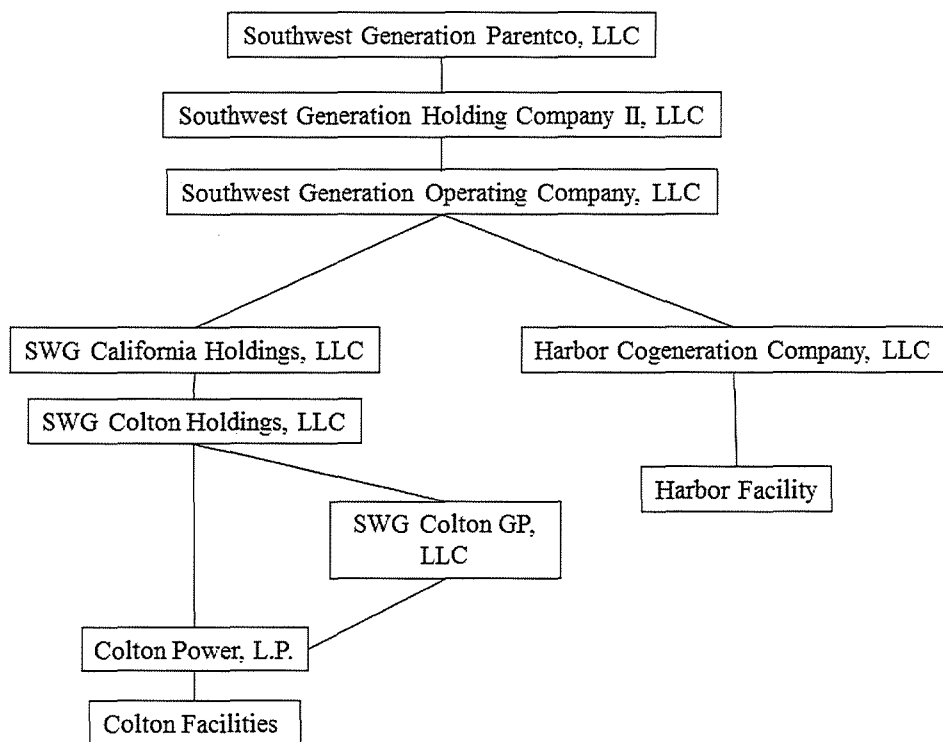 Southwest Generation Parentco, LLC
Southwest Generation Holding Company II, LLC
Southwest Generation Operating Company, LLC
SWG California Holdings, LLC
Harbor Cogeneration Company, LLC
SWG Colton Holdings, LLC
Harbor Facility
SWG Colton GP,
LLC
Colton Power, L.P.
Colton Facilities